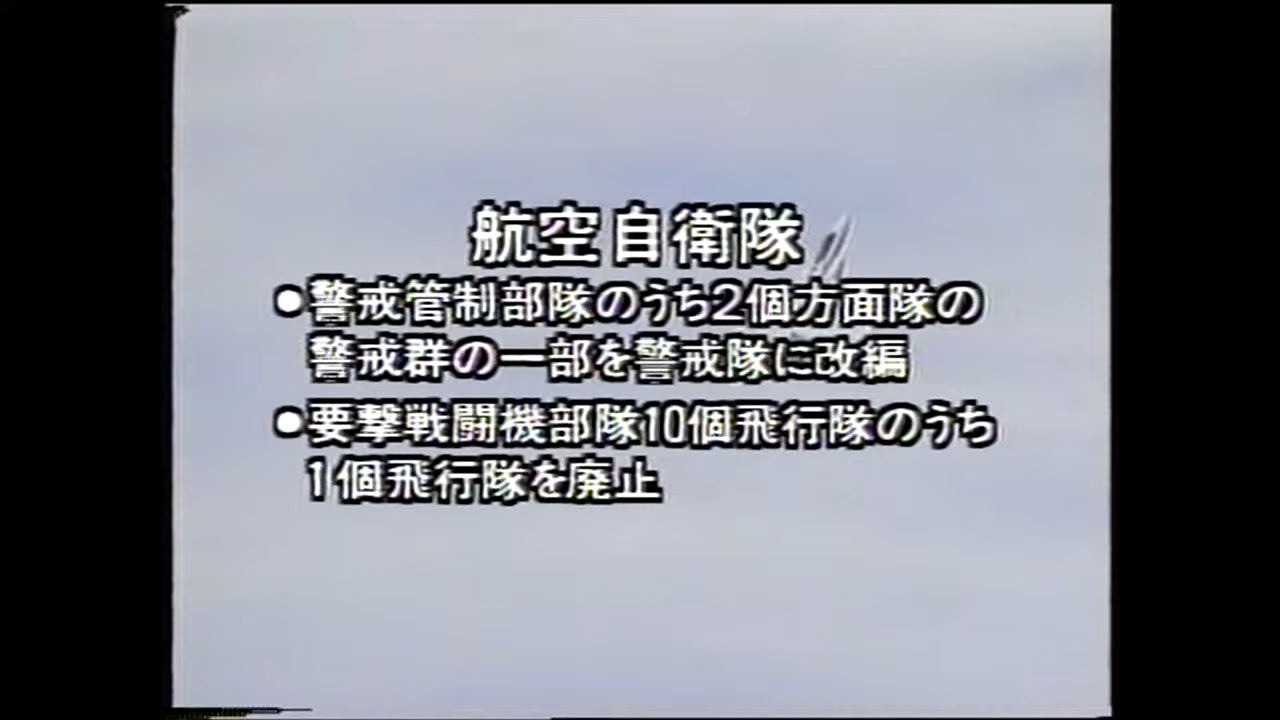 航空自衛隊
●警戒管制部隊のうち2個方面隊の
警戒群の一部を警戒隊に改編
●要撃戦闘機部隊10個飛行隊のうち
1個飛行隊を廃止